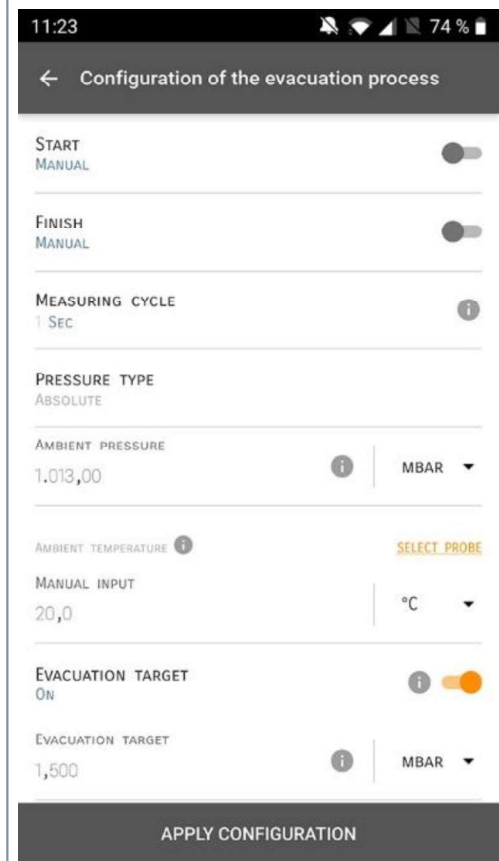 11:23 74 %
Configuration of the evacuation process
START
MANUAL
FINISH
MANUAL
MEASURING CYCLE
1 SEC
PRESSURE TYPE
ABSOLUTE
AMBIENT PRESSURE
1.013,00 MBAR
AMBIENT TEMPERATURE SELECT PROBE
MANUAL INPUT
20,0 °C
EVACUATION TARGET
ON
EVACUATION TARGET
1,500 MBAR
APPLY CONFIGURATION